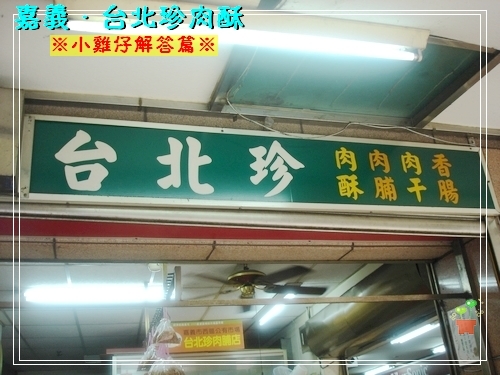 嘉義‧台北珍肉酥
※小雞仔解答篇※
台北珍
肉酥 肉脯 肉干 香腸
台北珍肉脯店